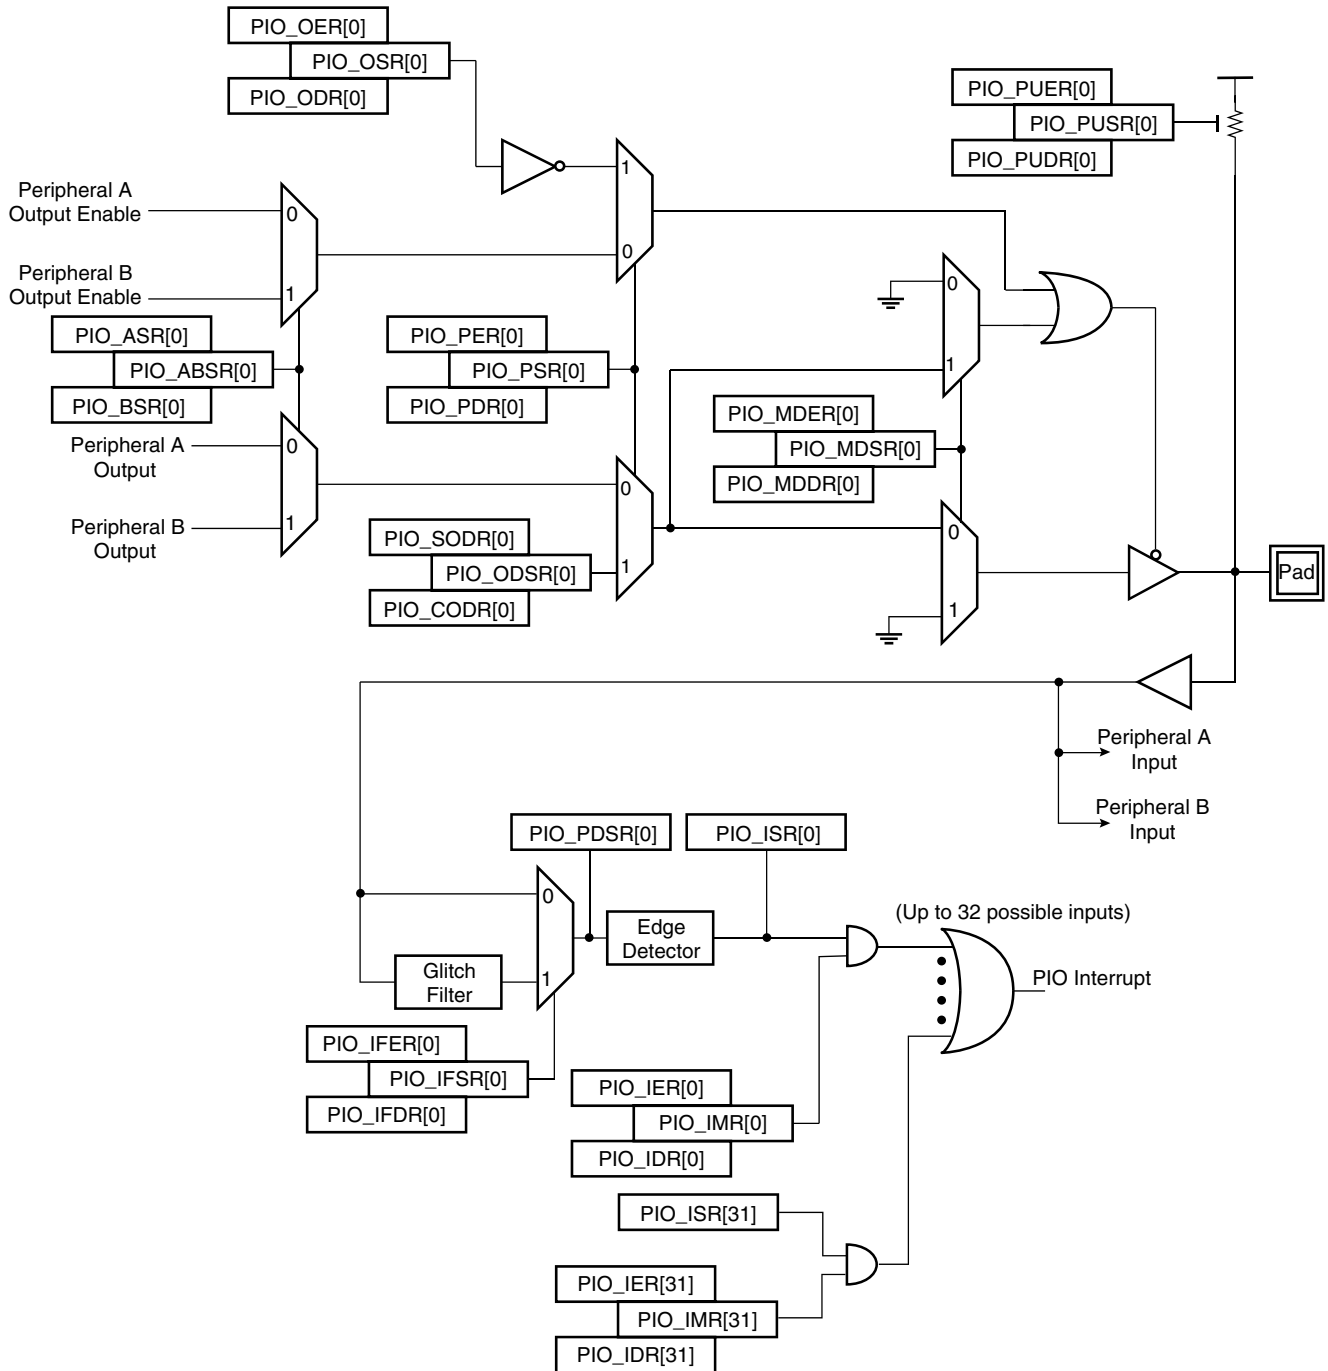 PIO_OER[0]
PIO_OSR[0]
PIO_ODR[0]
PIO_PUER[0]
PIO_PUSR[0]
PIO_PUDR[0]
1
0
Peripheral A
Output Enable
0
Peripheral B
Output Enable
1
0
1
PIO_ASR[0]
PIO_ABSR[0]
PIO_BSR[0]
PIO_PER[0]
PIO_PSR[0]
PIO_PDR[0]
PIO_MDER[0]
PIO_MDSR[0]
PIO_MDDR[0]
Peripheral A
Output
0
Peripheral B
Output
1
0
1
PIO_SODR[0]
PIO_ODSR[0]
PIO_CODR[0]
0
1
Pad
Peripheral A
Input
Peripheral B
Input
PIO_PDSR[0]
PIO_ISR[0]
0
1
Edge
Detector
Glitch
Filter
(Up to 32 possible inputs)
PIO Interrupt
PIO_IFER[0]
PIO_IFSR[0]
PIO_IFDR[0]
PIO_IER[0]
PIO_IMR[0]
PIO_IDR[0]
PIO_ISR[31]
PIO_IER[31]
PIO_IMR[31]
PIO_IDR[31]